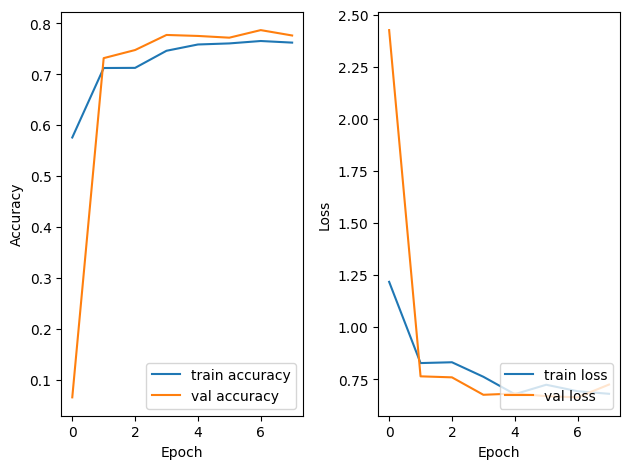 0.8
0.7
0.6
0.5
0.4
0.3
0.2
0.1
Accuracy
0 2 4 6
Epoch
train accuracy
val accuracy
2.50
2.25
2.00
1.75
1.50
1.25
1.00
0.75
Loss
0 2 4 6
Epoch
train loss
val loss